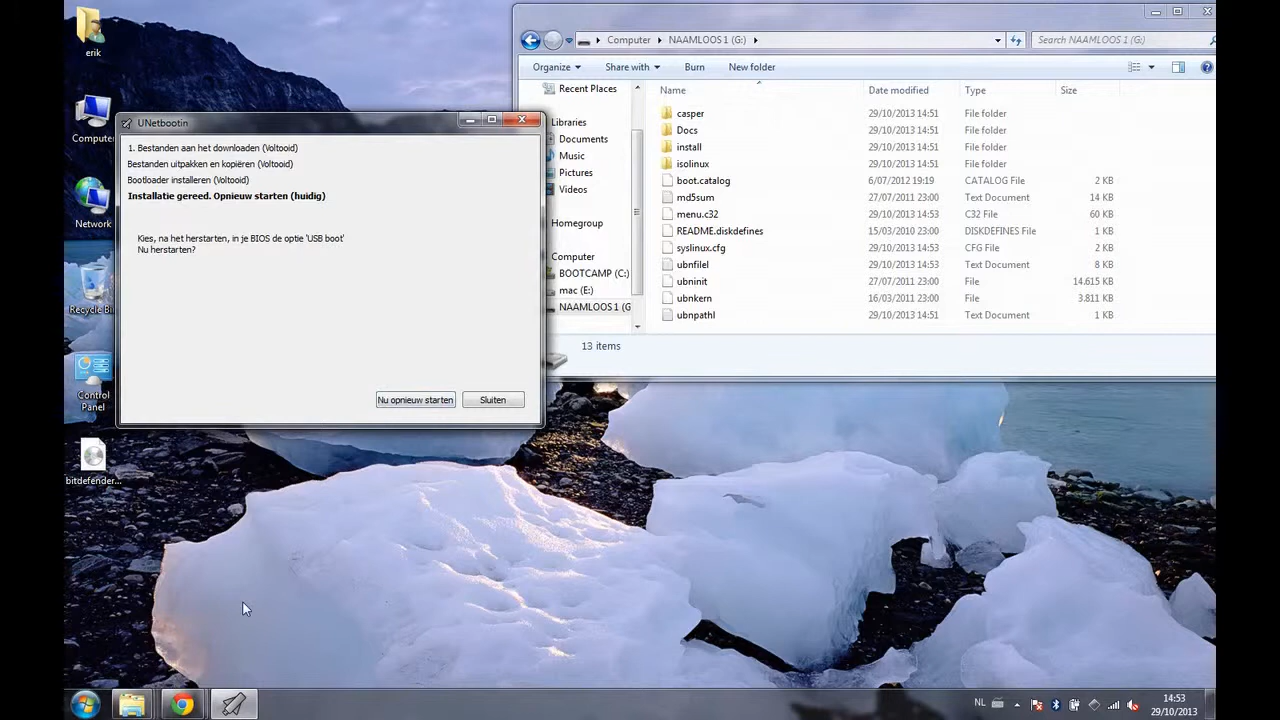 erik
Computer
Network
Recycle Bi
Control
Panel
bitdefender...
UNetbootin
1. Bestanden aan het downloaden (Voltooid)
Bestanden uitpakken en kopiëren (Voltooid)
Bootloader installeren (Voltooid)
Installatie gereed. Opnieuw starten (huidig)
Kies, na het herstarten, in je BIOS de optie 'USB boot'
Nu herstarten?
Nu opnieuw starten
Sluiten
Computer
NAAMLOOS 1 (G:)
Search NAAMLOOS 1 (G:)
Organize
Share with
Burn
New folder
Recent Places
Libraries
Documents
Music
Pictures
Videos
Homegroup
Computer
BOOTCAMP (C:)
mac (E:)
NAAMLOOS 1 (G
Name Date modified Type Size
casper 29/10/2013 14:51 File folder
Docs 29/10/2013 14:51 File folder
install 29/10/2013 14:51 File folder
isolinux 29/10/2013 14:51 File folder
boot.catalog 6/07/2012 19:19 CATALOG File 2 KB
md5sum 27/07/2011 23:00 Text Document 14 KB
menu.c32 29/10/2013 14:53 C32 File 60 KB
README.diskdefines 15/03/2010 23:00 DISKDEFINES File 1 KB
syslinux.cfg 29/10/2013 14:53 CFG File 2 KB
ubnfilel 29/10/2013 14:53 Text Document 8 KB
ubninit 27/07/2011 23:00 File 14.615 KB
ubnkern 16/03/2011 23:00 File 3.811 KB
ubnpathl 29/10/2013 14:51 Text Document 1 KB
13 items
NL
14:53
29/10/2013